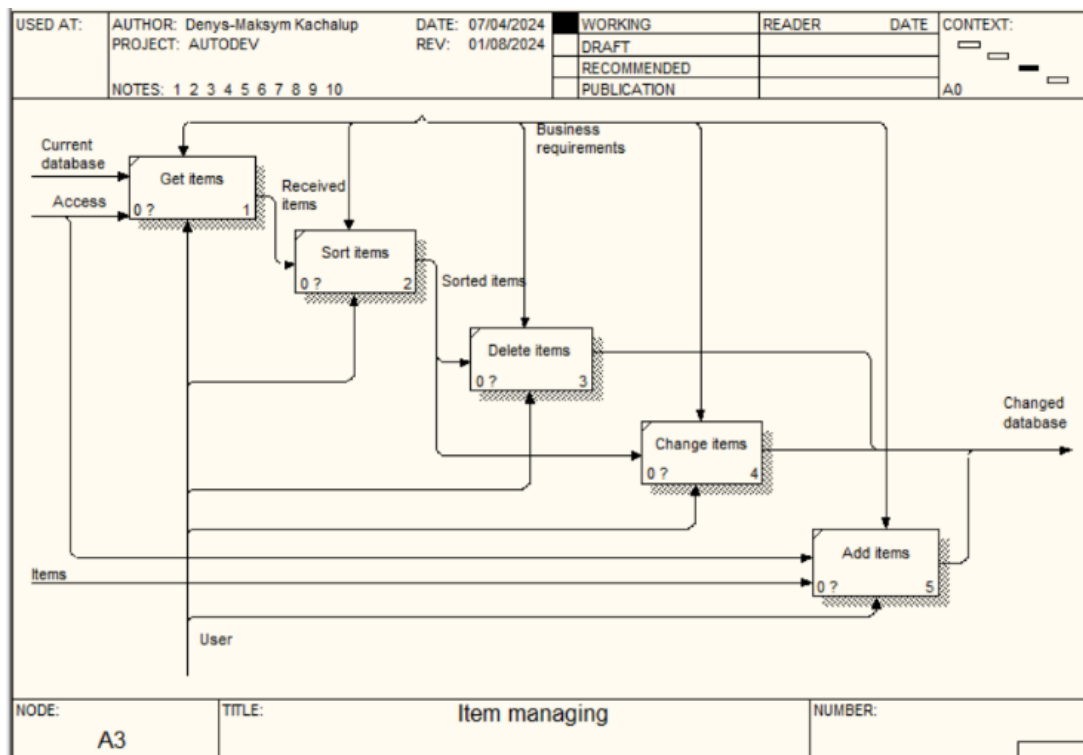 USED AT:
AUTHOR: Denys-Maksym Kachalup
DATE: 07/04/2024
PROJECT: AUTODEV
REV: 01/08/2024
NOTES: 1 2 3 4 5 6 7 8 9 10
WORKING
DRAFT
RECOMMENDED
PUBLICATION
READER
DATE
CONTEXT:
A0
Business
requirements
Current
database
Access
Get items
0 ?
1
Received
items
Sort items
0 ?
2
Sorted items
Delete items
0 ?
3
Changed
database
Change items
0 ?
4
Add items
0 ?
5
Items
User
NODE:
A3
TITLE:
Item managing
NUMBER: